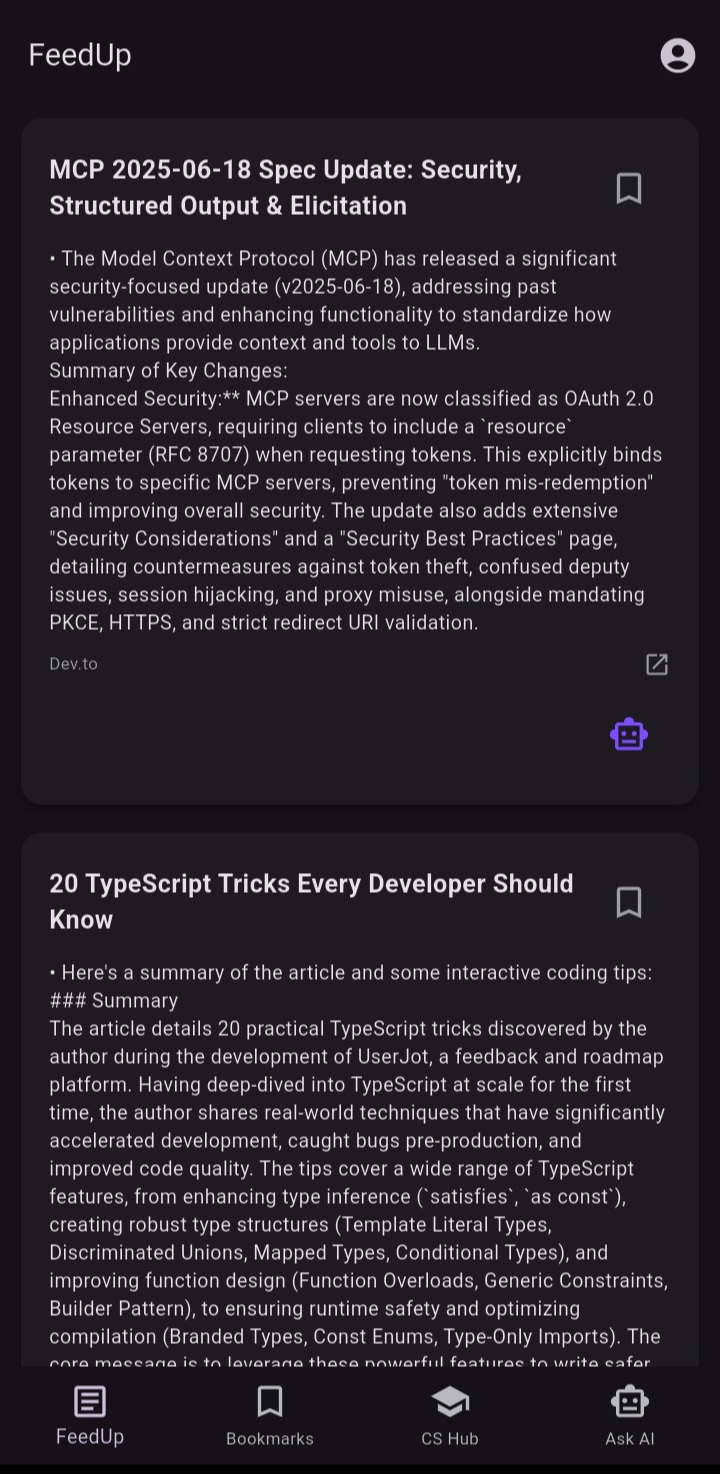 FeedUp
MCP 2025-06-18 Spec Update: Security,
Structured Output & Elicitation
• The Model Context Protocol (MCP) has released a significant
security-focused update (v2025-06-18), addressing past
vulnerabilities and enhancing functionality to standardize how
applications provide context and tools to LLMs.
Summary of Key Changes:
Enhanced Security:** MCP servers are now classified as OAuth 2.0
Resource Servers, requiring clients to include a `resource`
parameter (RFC 8707) when requesting tokens. This explicitly binds
tokens to specific MCP servers, preventing "token mis-redemption"
and improving overall security. The update also adds extensive
"Security Considerations" and a "Security Best Practices" page,
detailing countermeasures against token theft, confused deputy
issues, session hijacking, and proxy misuse, alongside mandating
PKCE, HTTPS, and strict redirect URI validation.
Dev.to
20 TypeScript Tricks Every Developer Should
Know
• Here's a summary of the article and some interactive coding tips:
### Summary
The article details 20 practical TypeScript tricks discovered by the
author during the development of UserJot, a feedback and roadmap
platform. Having deep-dived into TypeScript at scale for the first
time, the author shares real-world techniques that have significantly
accelerated development, caught bugs pre-production, and
improved code quality. The tips cover a wide range of TypeScript
features, from enhancing type inference (`satisfies`, `as const`),
creating robust type structures (Template Literal Types,
Discriminated Unions, Mapped Types, Conditional Types), and
improving function design (Function Overloads, Generic Constraints,
Builder Pattern), to ensuring runtime safety and optimizing
compilation (Branded Types, Const Enums, Type-Only Imports). The
core message is to leverage these powerful features to write safer
FeedUp
Bookmarks
CS Hub
Ask AI